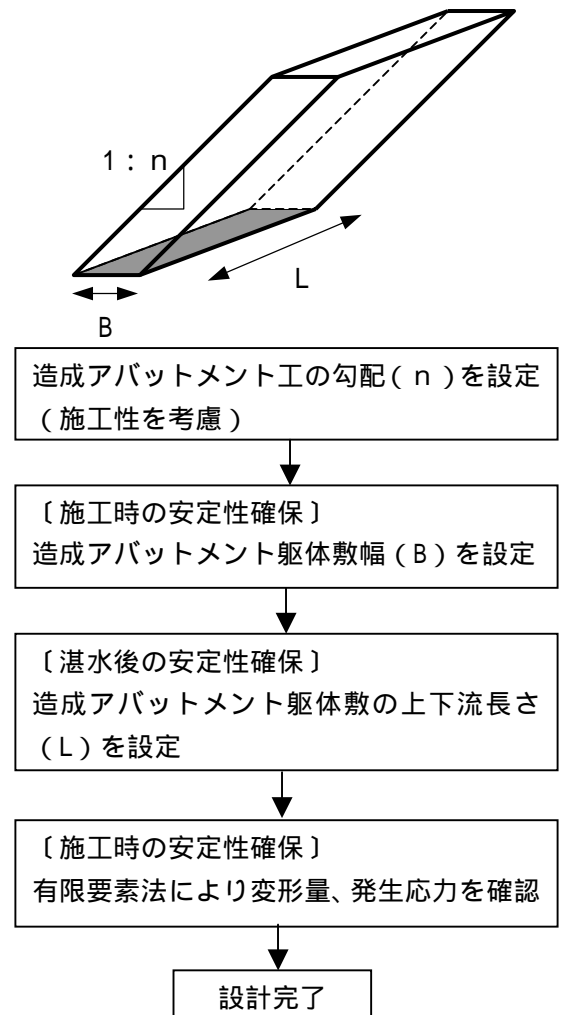 1：n
L
B
造成アバットメント工の勾配(n)を設定
(施工性を考慮)
〔施工時の安定性確保〕
造成アバットメント躯体敷幅(B)を設定
〔湛水後の安定性確保〕
造成アバットメント躯体敷の上下流長さ
(L)を設定
〔施工時の安定性確保〕
有限要素法により変形量、発生応力を確認
設計完了